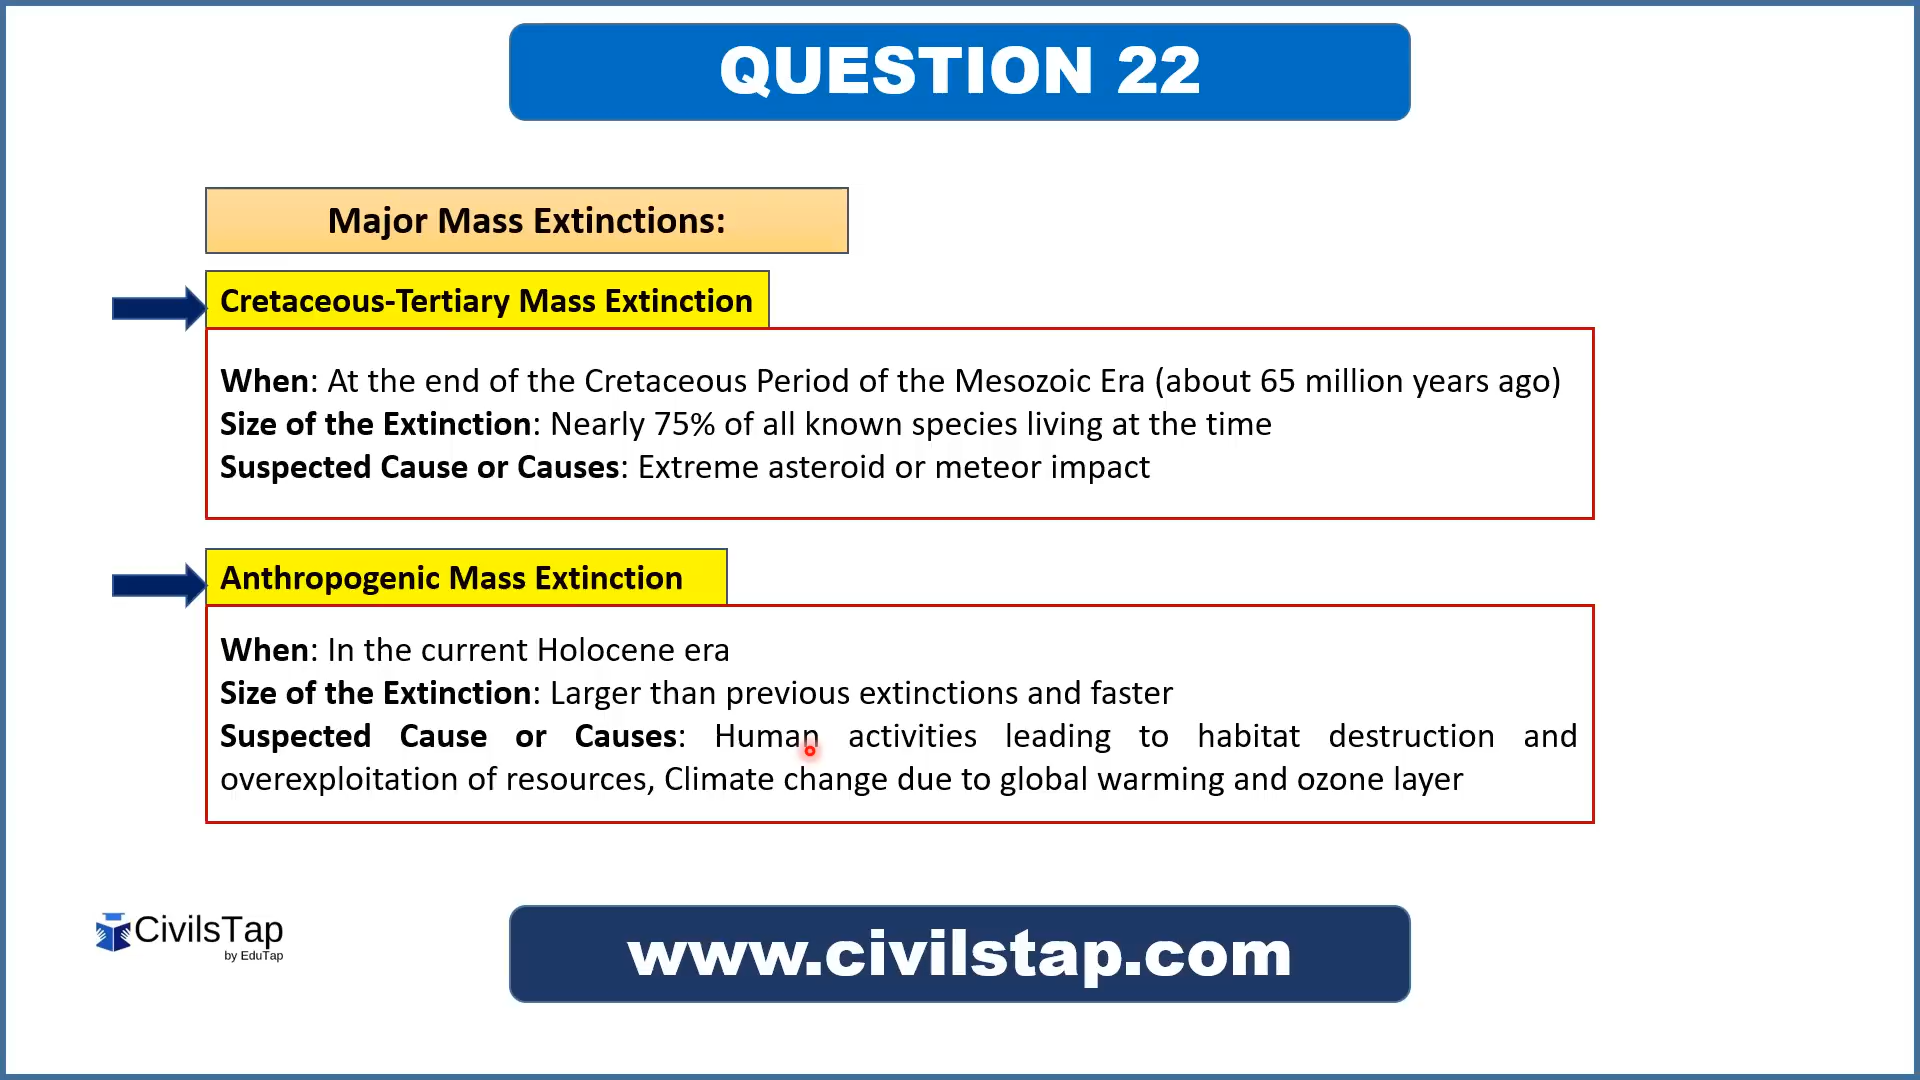 QUESTION 22
Major Mass Extinctions:
Cretaceous-Tertiary Mass Extinction
When: At the end of the Cretaceous Period of the Mesozoic Era (about 65 million years ago)
Size of the Extinction: Nearly 75% of all known species living at the time
Suspected Cause or Causes: Extreme asteroid or meteor impact
Anthropogenic Mass Extinction
When: In the current Holocene era
Size of the Extinction: Larger than previous extinctions and faster
Suspected Cause or Causes: Human activities leading to habitat destruction and
overexploitation of resources, Climate change due to global warming and ozone layer
CivilsTap
by EduTap
www.civilstap.com